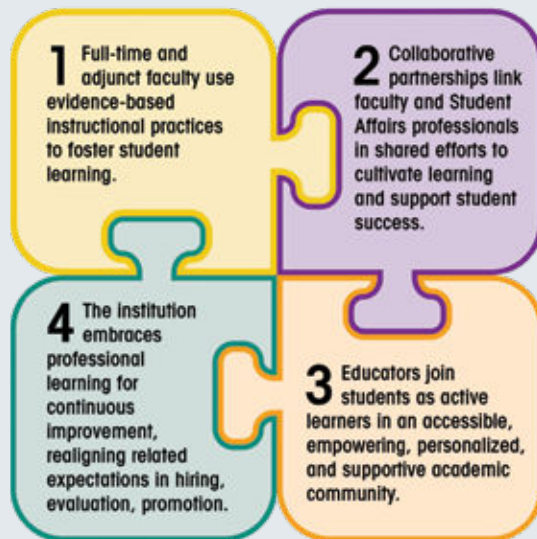 1 Full-time and
adjunct faculty use
evidence-based
instructional practices
to foster student
learning.
2 Collaborative
partnerships link
faculty and Student
Affairs professionals
in shared efforts to
cultivate learning
and support student
success.
3 Educators join
students as active
learners in an accessible,
empowering, personalized,
and supportive academic
community.
4 The institution
embraces
professional
learning for
continuous
improvement,
realigning related
expectations in hiring,
evaluation, promotion.